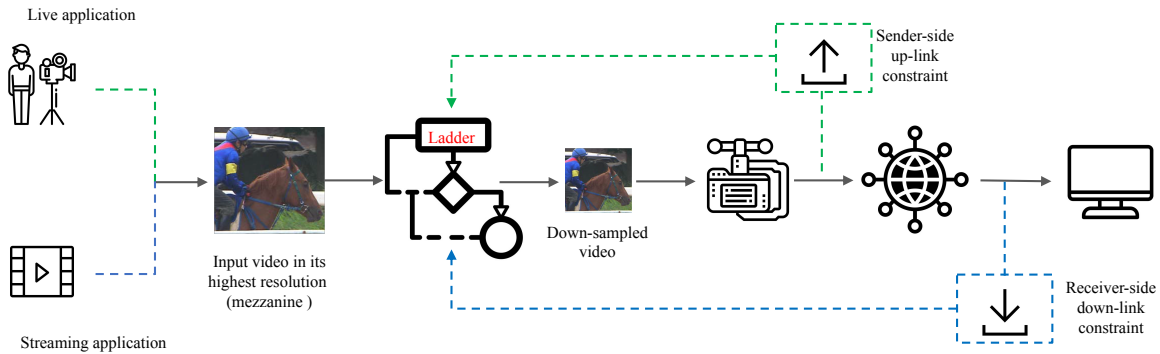 Live application
Sender-side
up-link
constraint
Ladder
Down-sampled
video
Input video in its
highest resolution
(mezzanine )
Receiver-side
down-link
constraint
Streaming application